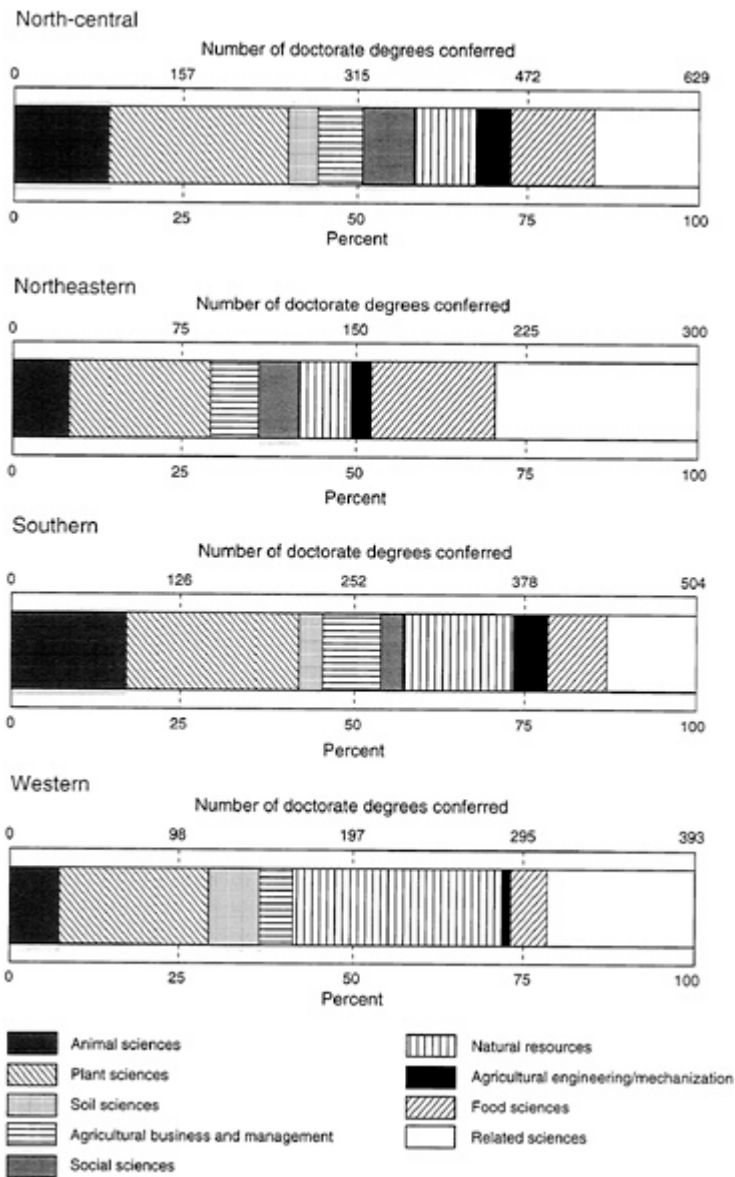 North-central
Number of doctorate degrees conferred
0 157 315 472 629
0 25 50 75 100
Percent
Northeastern
Number of doctorate degrees conferred
0 75 150 225 300
0 25 50 75 100
Percent
Southern
Number of doctorate degrees conferred
0 126 252 378 504
0 25 50 75 100
Percent
Western
Number of doctorate degrees conferred
0 98 197 295 393
0 25 50 75 100
Percent
Animal sciences
Plant sciences
Soil sciences
Agricultural business and management
Social sciences
Natural resources
Agricultural engineering/mechanization
Food sciences
Related sciences